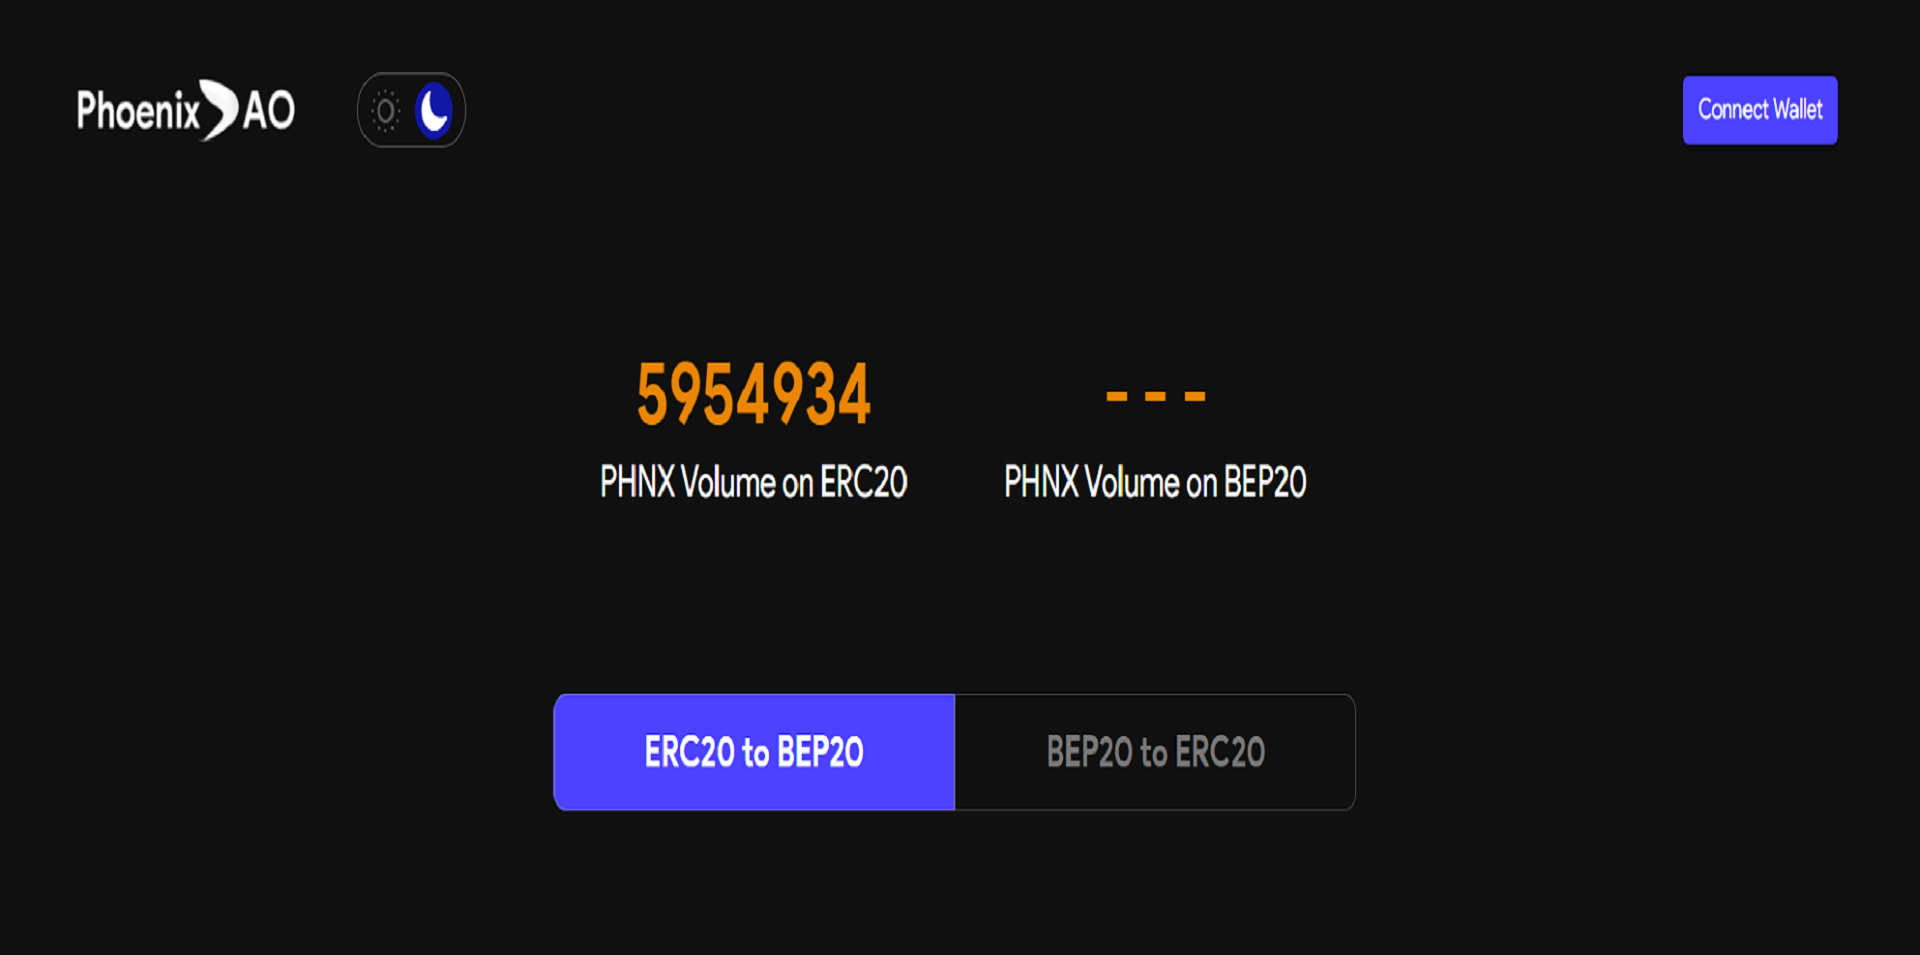 PhoenixDAO
Connect Wallet
5954934
- - -
PHNX Volume on ERC20
PHNX Volume on BEP20
ERC20 to BEP20
BEP20 to ERC20